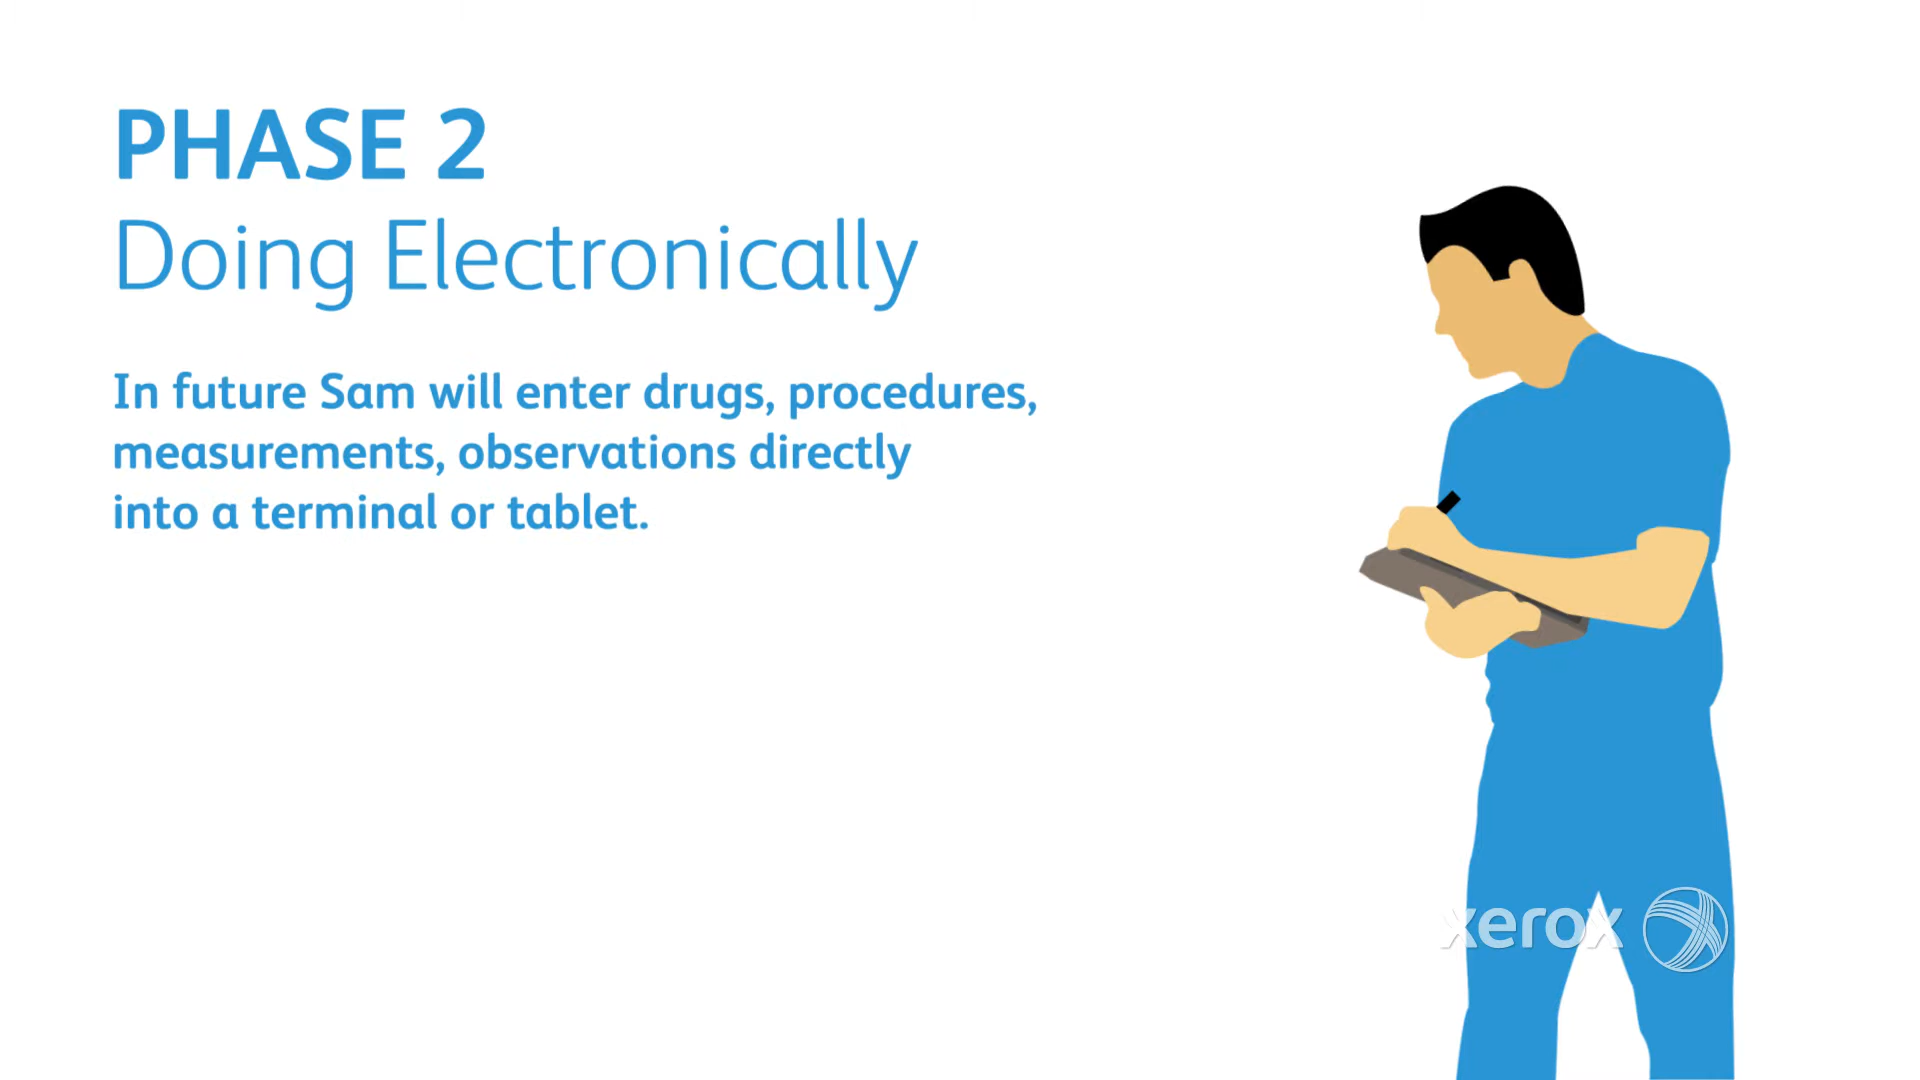 PHASE 2
Doing Electronically
In future Sam will enter drugs, procedures,
measurements, observations directly
into a terminal or tablet.
xerox